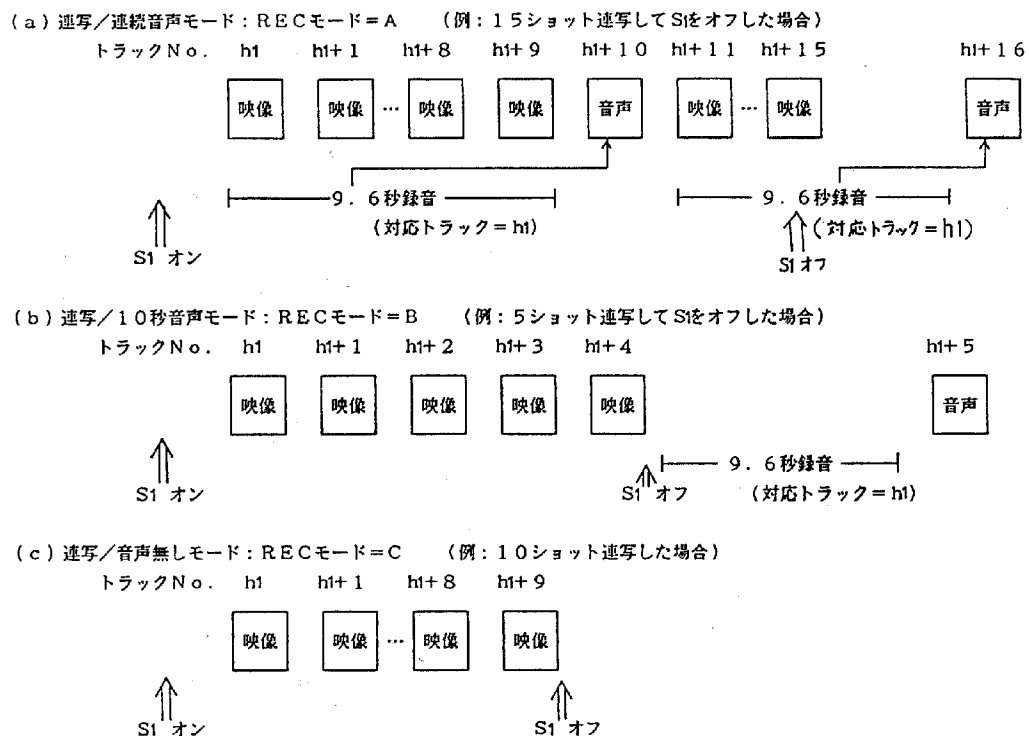 (a)連写/連続音声モード:RECモード=A (例:15ショット連写してS1をオフした場合)
トラックNo. h1 h1+1 h1+8 h1+9 h1+10 h1+11 h1+15 h1+16
映像 映像 … 映像 映像 音声 映像 … 映像 音声
9.6秒録音 9.6秒録音
(対応トラック=h1) (対応トラック=h1)
S1 オン S1 オフ
(b)連写/10秒音声モード:RECモード=B (例:5ショット連写してS1をオフした場合)
トラックNo. h1 h1+1 h1+2 h1+3 h1+4 h1+5
映像 映像 映像 映像 映像 音声
9.6秒録音
S1 オン S1 オフ (対応トラック=h1)
(c)連写/音声無しモード:RECモード=C (例:10ショット連写した場合)
トラックNo. h1 h1+1 h1+8 h1+9
映像 映像 … 映像 映像
S1 オン S1 オフ